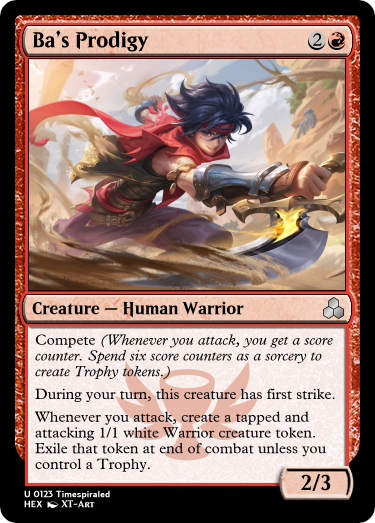 Ba's Prodigy
2
Creature — Human Warrior
Compete (Whenever you attack, you get a score
counter. Spend six score counters as a sorcery to
create Trophy tokens.)
During your turn, this creature has first strike.
Whenever you attack, create a tapped and
attacking 1/1 white Warrior creature token.
Exile that token at end of combat unless you
control a Trophy.
2/3
U 0123 Timespiraled
HEX XT-Art